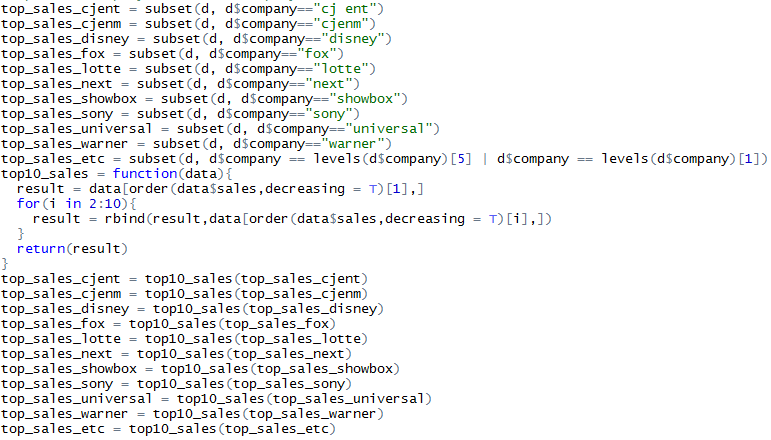 top_sales_cjent = subset(d, d$company=="cj ent")
top_sales_cjenm = subset(d, d$company=="cjenm")
top_sales_disney = subset(d, d$company=="disney")
top_sales_fox = subset(d, d$company=="fox")
top_sales_lotte = subset(d, d$company=="lotte")
top_sales_next = subset(d, d$company=="next")
top_sales_showbox = subset(d, d$company=="showbox")
top_sales_sony = subset(d, d$company=="sony")
top_sales_universal = subset(d, d$company=="universal")
top_sales_warner = subset(d, d$company=="warner")
top_sales_etc = subset(d, d$company == levels(d$company)[5] | d$company == levels(d$company)[1])
top10_sales = function(data){
  result = data[order(data$sales,decreasing = T)[1],]
  for(i in 2:10){
    result = rbind(result,data[order(data$sales,decreasing = T)[i],])
  }
  return(result)
}
top_sales_cjent = top10_sales(top_sales_cjent)
top_sales_cjenm = top10_sales(top_sales_cjenm)
top_sales_disney = top10_sales(top_sales_disney)
top_sales_fox = top10_sales(top_sales_fox)
top_sales_lotte = top10_sales(top_sales_lotte)
top_sales_next = top10_sales(top_sales_next)
top_sales_showbox = top10_sales(top_sales_showbox)
top_sales_sony = top10_sales(top_sales_sony)
top_sales_universal = top10_sales(top_sales_universal)
top_sales_warner = top10_sales(top_sales_warner)
top_sales_etc = top10_sales(top_sales_etc)